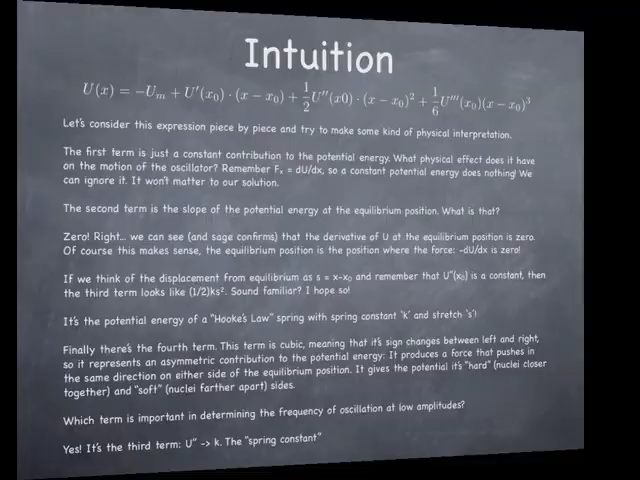 Intuition
U(x) = −U_m + U′(x_0) · (x − x_0) + 1/2 U″(x0) · (x − x_0)^2 + 1/6 U‴(x_0)(x − x_0)^3
Let's consider this expression piece by piece and try to make some kind of physical interpretation.
The first term is just a constant contribution to the potential energy. What physical effect does it have
on the motion of the oscillator? Remember Fₓ = dU/dx, so a constant potential energy does nothing! We
can ignore it. It won't matter to our solution.
The second term is the slope of the potential energy at the equilibrium position. What is that?
Zero! Right... we can see (and sage confirms) that the derivative of U at the equilibrium position is zero.
Of course this makes sense, the equilibrium position is the position where the force: -dU/dx is zero!
If we think of the displacement from equilibrium as s = x-x₀ and remember that U"(x₀) is a constant, then
the third term looks like (1/2)ks². Sound familiar? I hope so!
It's the potential energy of a "Hooke's Law" spring with spring constant 'k' and stretch 's'!
Finally there's the fourth term. This term is cubic, meaning that it's sign changes between left and right,
so it represents an asymmetric contribution to the potential energy: It produces a force that pushes in
the same direction on either side of the equilibrium position. It gives the potential it's "hard" (nuclei closer
together) and "soft" (nuclei farther apart) sides.
Which term is important in determining the frequency of oscillation at low amplitudes?
Yes! It's the third term: U" -> k. The "spring constant"